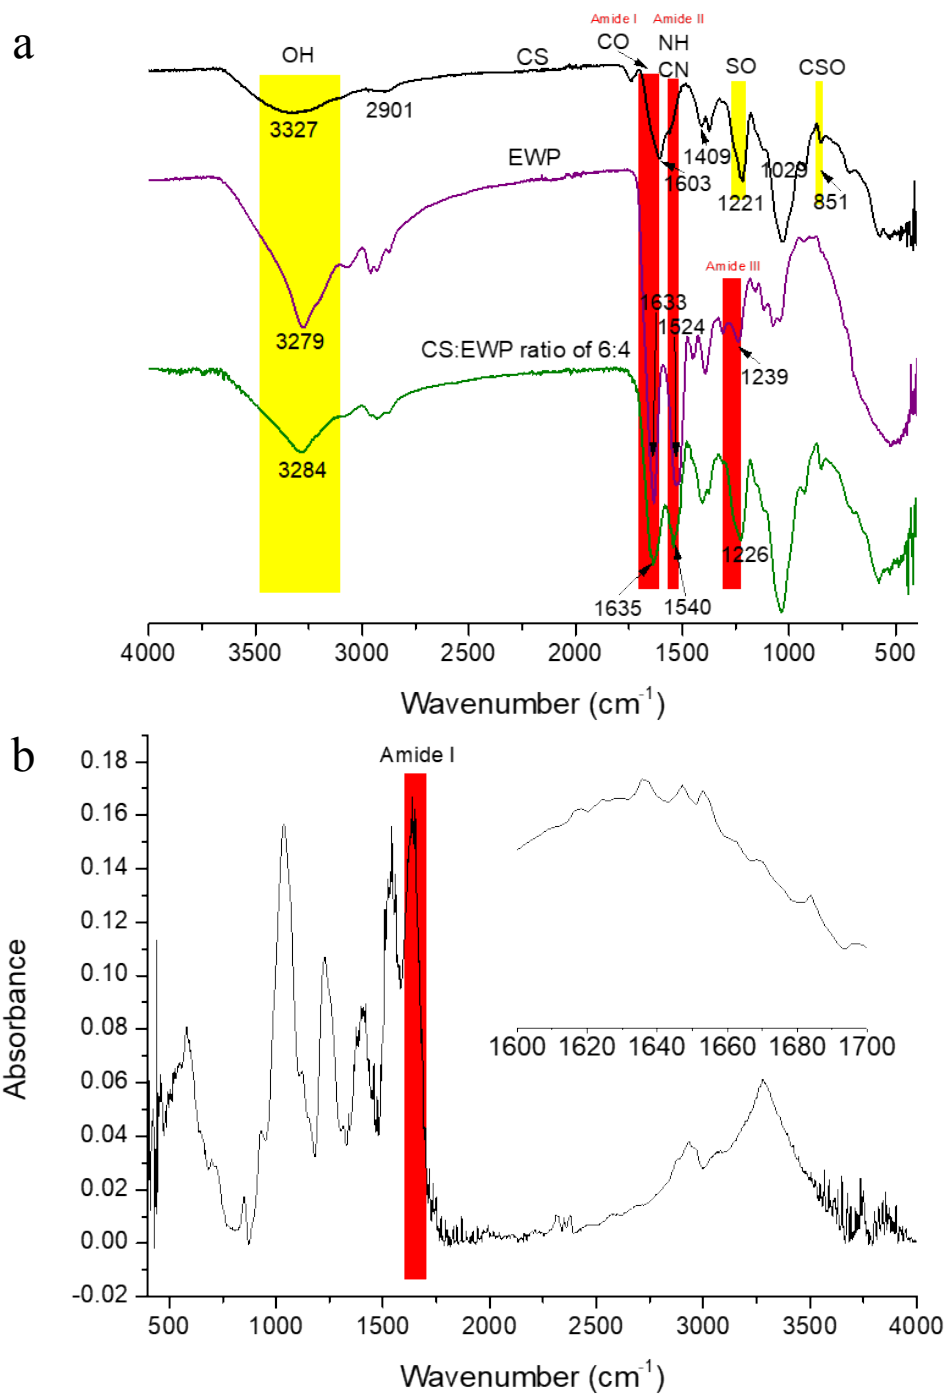 a
Amide I Amide II
OH CO NH
CS CN SO CSO
3327 2901
EWP 1603 1409 1221 1029 851
Amide III
1633
1524
3279
CS:EWP ratio of 6:4 1239
3284
1226
1635 1540
4000 3500 3000 2500 2000 1500 1000 500
Wavenumber (cm⁻¹)
b
Amide I
0.18
0.16
0.14
0.12
0.10
0.08
0.06
0.04
0.02
0.00
-0.02
Absorbance
1600 1620 1640 1660 1680 1700
500 1000 1500 2000 2500 3000 3500 4000
Wavenumber (cm⁻¹)